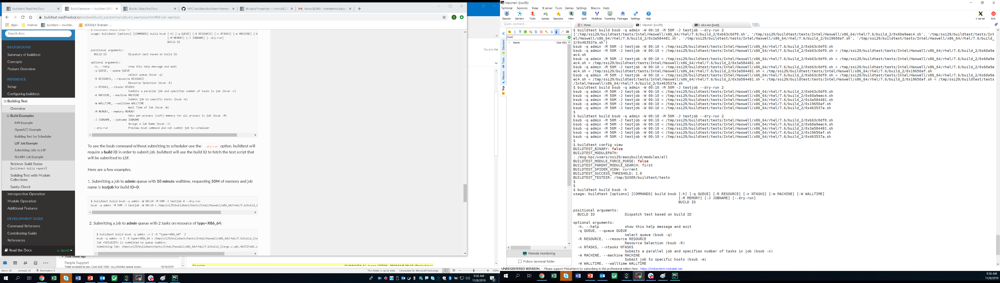 buildtest | Read the Docs
Build Examples — buildtest 2019.
Builds | Read the Docs
HPC-buildtest/buildtest-framew
Module Properties — Lmod 8.2.
Inbox (8,366) - shahzebmsiddiqu
buildtest.readthedocs.io/en/devel/build_subcommand/build_examples.html#lsf-job-example
Apps
Internal
buildtest — buildte...
SIDDIQUI Shahzeb -...
Search docs
BACKGROUND
Summary of buildtest
Concepts
Feature Overview
REFERENCE
Setup
Configuring buildtest
Building Test
Overview
Build Examples
MPI Example
OpenACC Example
Building Test for Scheduler
LSF Job Example
Submitting Jobs to LSF
SLURM Job Example
Retrieve Build Status
(buildtest build report)
Building Test with Module
Collections
Sanity Check
Introspection Operation
Module Operation
Additional Features
DEVELOPMENT GUIDE
Command Reference
Contributing Guide
References
Read the Docs
v: devel
$ buildtest build bsub -h
usage: buildtest [options] [COMMANDS] build bsub [-h] [-q QUEUE] [-R RESOURCE] [-n NTASKS] [-m MACHINE] [-W
[-M MEMORY] [-J JOBNAME] [--dry-run]
BUILD ID
positional arguments:
BUILD ID Dispatch test based on build ID
optional arguments:
-h, --help show this help message and exit
-q QUEUE, --queue QUEUE
select queue (bsub -q)
-R RESOURCE, --resource RESOURCE
Resource Selection (bsub -R)
-n NTASKS, --ntasks NTASKS
Submits a parallel job and specifies number of tasks in job (bsub -n)
-m MACHINE, --machine MACHINE
Submit job to specific hosts (bsub -m)
-W WALLTIME, --walltime WALLTIME
Wall Time of Job (bsub -W)
-M MEMORY, --memory MEMORY
Sets per-process (soft) memory for all process in job (bsub -M)
-J JOBNAME, --jobname JOBNAME
Assign a Job Name (bsub -J)
--dry-run Preview bsub command and not submit job to scheduler
To see the bsub command without submitting to scheduler use the --dry-run option. buildtest will
require a build ID in order to submit job. buildtest will use the build ID to fetch the test script that
will be submitted to LSF.
Here are a few examples.
1. Submitting a job to admin queue with 10 minute walltime, requesting 50M of memory and job
name is testjob for build ID=0:
$ buildtest build bsub -q admin -W 00:10 -M 50M -J testjob 0 --dry-run
bsub -q admin -M 50M -J testjob -W 00:10 < /tmp/ssi29/buildtest/tests/Intel/Haswell/x86_64/rhel/7.6/build_0
2. Submitting a job to admin queue with 2 tasks on resource of type=X86_64:
$ buildtest build bsub -q admin -n 2 -R "type==X86_64" 2
bsub -q admin -n 2 -R type==X86_64 < /tmp/ssi29/buildtest/tests/Intel/Haswell/x86_64/rhel/7.6/build_2/a
Job <54218287> is submitted to queue <admin>.
Submitting Job: /tmp/ssi29/buildtest/tests/Intel/Haswell/x86_64/rhel/7.6/build_2/args.c.yml.0x722fa01.s
Thu 6:23 PM
Three Weeks Ago
People Support
Ticket assigned to you, Case VUS-1038 : svc_simindus queue access 10/18/2019
Items: 85
Unread: 28
Reminders: 5
This folder is up to date.
Connected to: Microsoft Exchange
100%
9:36 AM
11/8/2019
lsfportal1 ([ssi29])
Terminal Sessions View X server Tools Games Settings Macros Help
Session Servers Tools Games Sessions View Split MultiExec Tunneling Packages Settings Help
X server Exit
Quick connect...
1. Home
2. lsfportal1 ([ssi29])
3. rdcs-sim ([root])
/root/
Name
Size (KB)
Sessions
Tools
Macros
Scp
Remote monitoring
Follow terminal folder
$ buildtest build bsub -q admin -W 00:10 -M 50M -J testjob --dry-run 2
['/tmp/ssi29/buildtest/tests/Intel/Haswell/x86_64/rhel/7.6/build_2/0xb63c0df0.sh', '/tmp/ssi29/buildtest/tests/Intel/Haswell/x86_64/rhel/7.6/build_2/0x60a9eec4.sh', '/tmp/ssi29/buildtest/tests/Int
el/Haswell/x86_64/rhel/7.6/build_2/0x3a584481.sh', '/tmp/ssi29/buildtest/tests/Intel/Haswell/x86_64/rhel/7.6/build_2/0x19650af.sh', '/tmp/ssi29/buildtest/tests/Intel/Haswell/x86_64/rhel/7.6/build_
2/0x463537a.sh']
bsub -q admin -M 50M -J testjob -W 00:10 < /tmp/ssi29/buildtest/tests/Intel/Haswell/x86_64/rhel/7.6/build_2/0xb63c0df0.sh
bsub -q admin -M 50M -J testjob -W 00:10 < /tmp/ssi29/buildtest/tests/Intel/Haswell/x86_64/rhel/7.6/build_2/0xb63c0df0.sh < /tmp/ssi29/buildtest/tests/Intel/Haswell/x86_64/rhel/7.6/build_2/0x60a9e
ec4.sh
bsub -q admin -M 50M -J testjob -W 00:10 < /tmp/ssi29/buildtest/tests/Intel/Haswell/x86_64/rhel/7.6/build_2/0xb63c0df0.sh < /tmp/ssi29/buildtest/tests/Intel/Haswell/x86_64/rhel/7.6/build_2/0x60a9e
ec4.sh < /tmp/ssi29/buildtest/tests/Intel/Haswell/x86_64/rhel/7.6/build_2/0x3a584481.sh
bsub -q admin -M 50M -J testjob -W 00:10 < /tmp/ssi29/buildtest/tests/Intel/Haswell/x86_64/rhel/7.6/build_2/0xb63c0df0.sh < /tmp/ssi29/buildtest/tests/Intel/Haswell/x86_64/rhel/7.6/build_2/0x60a9e
ec4.sh < /tmp/ssi29/buildtest/tests/Intel/Haswell/x86_64/rhel/7.6/build_2/0x3a584481.sh < /tmp/ssi29/buildtest/tests/Intel/Haswell/x86_64/rhel/7.6/build_2/0x19650af.sh
bsub -q admin -M 50M -J testjob -W 00:10 < /tmp/ssi29/buildtest/tests/Intel/Haswell/x86_64/rhel/7.6/build_2/0xb63c0df0.sh < /tmp/ssi29/buildtest/tests/Intel/Haswell/x86_64/rhel/7.6/build_2/0x60a9e
ec4.sh < /tmp/ssi29/buildtest/tests/Intel/Haswell/x86_64/rhel/7.6/build_2/0x3a584481.sh < /tmp/ssi29/buildtest/tests/Intel/Haswell/x86_64/rhel/7.6/build_2/0x19650af.sh < /tmp/ssi29/buildtest/tests
/Intel/Haswell/x86_64/rhel/7.6/build_2/0x463537a.sh
$ buildtest build bsub -q admin -W 00:10 -M 50M -J testjob --dry-run 2
bsub -q admin -M 50M -J testjob -W 00:10 < /tmp/ssi29/buildtest/tests/Intel/Haswell/x86_64/rhel/7.6/build_2/0xb63c0df0.sh
bsub -q admin -M 50M -J testjob -W 00:10 < /tmp/ssi29/buildtest/tests/Intel/Haswell/x86_64/rhel/7.6/build_2/0x60a9eec4.sh
bsub -q admin -M 50M -J testjob -W 00:10 < /tmp/ssi29/buildtest/tests/Intel/Haswell/x86_64/rhel/7.6/build_2/0x3a584481.sh
bsub -q admin -M 50M -J testjob -W 00:10 < /tmp/ssi29/buildtest/tests/Intel/Haswell/x86_64/rhel/7.6/build_2/0x19650af.sh
bsub -q admin -M 50M -J testjob -W 00:10 < /tmp/ssi29/buildtest/tests/Intel/Haswell/x86_64/rhel/7.6/build_2/0x463537a.sh
$
$ buildtest build bsub -q admin -W 00:10 -M 50M -J testjob --dry-run 2
bsub -q admin -M 50M -J testjob -W 00:10 < /tmp/ssi29/buildtest/tests/Intel/Haswell/x86_64/rhel/7.6/build_2/0xb63c0df0.sh
bsub -q admin -M 50M -J testjob -W 00:10 < /tmp/ssi29/buildtest/tests/Intel/Haswell/x86_64/rhel/7.6/build_2/0x60a9eec4.sh
bsub -q admin -M 50M -J testjob -W 00:10 < /tmp/ssi29/buildtest/tests/Intel/Haswell/x86_64/rhel/7.6/build_2/0x3a584481.sh
bsub -q admin -M 50M -J testjob -W 00:10 < /tmp/ssi29/buildtest/tests/Intel/Haswell/x86_64/rhel/7.6/build_2/0x19650af.sh
bsub -q admin -M 50M -J testjob -W 00:10 < /tmp/ssi29/buildtest/tests/Intel/Haswell/x86_64/rhel/7.6/build_2/0x463537a.sh
$
$ buildtest config view
BUILDTEST_BINARY: false
BUILDTEST_MODULEPATH:
- /mxg-hpc/users/ssi29/easybuild/modules/all
BUILDTEST_MODULE_FORCE_PURGE: false
BUILDTEST_PARENT_MODULE_SEARCH: first
BUILDTEST_SPIDER_VIEW: current
BUILDTEST_SUCCESS_THRESHOLD: 1.0
BUILDTEST_TESTDIR: /tmp/$USER/buildtest/tests
$
$
$ buildtest build bsub -h
usage: buildtest [options] [COMMANDS] build bsub [-h] [-q QUEUE] [-R RESOURCE] [-n NTASKS] [-m MACHINE] [-W WALLTIME]
[-M MEMORY] [-J JOBNAME] [--dry-run]
BUILD ID
positional arguments:
BUILD ID Dispatch test based on build ID
optional arguments:
-h, --help show this help message and exit
-q QUEUE, --queue QUEUE
select queue (bsub -q)
-R RESOURCE, --resource RESOURCE
Resource Selection (bsub -R)
-n NTASKS, --ntasks NTASKS
Submits a parallel job and specifies number of tasks in job (bsub -n)
-m MACHINE, --machine MACHINE
Submit job to specific hosts (bsub -m)
-W WALLTIME, --walltime WALLTIME
UNREGISTERED VERSION - Please support MobaXterm by subscribing to the professional edition here: https://mobaxterm.mobatek.net
9:36 AM
11/8/2019